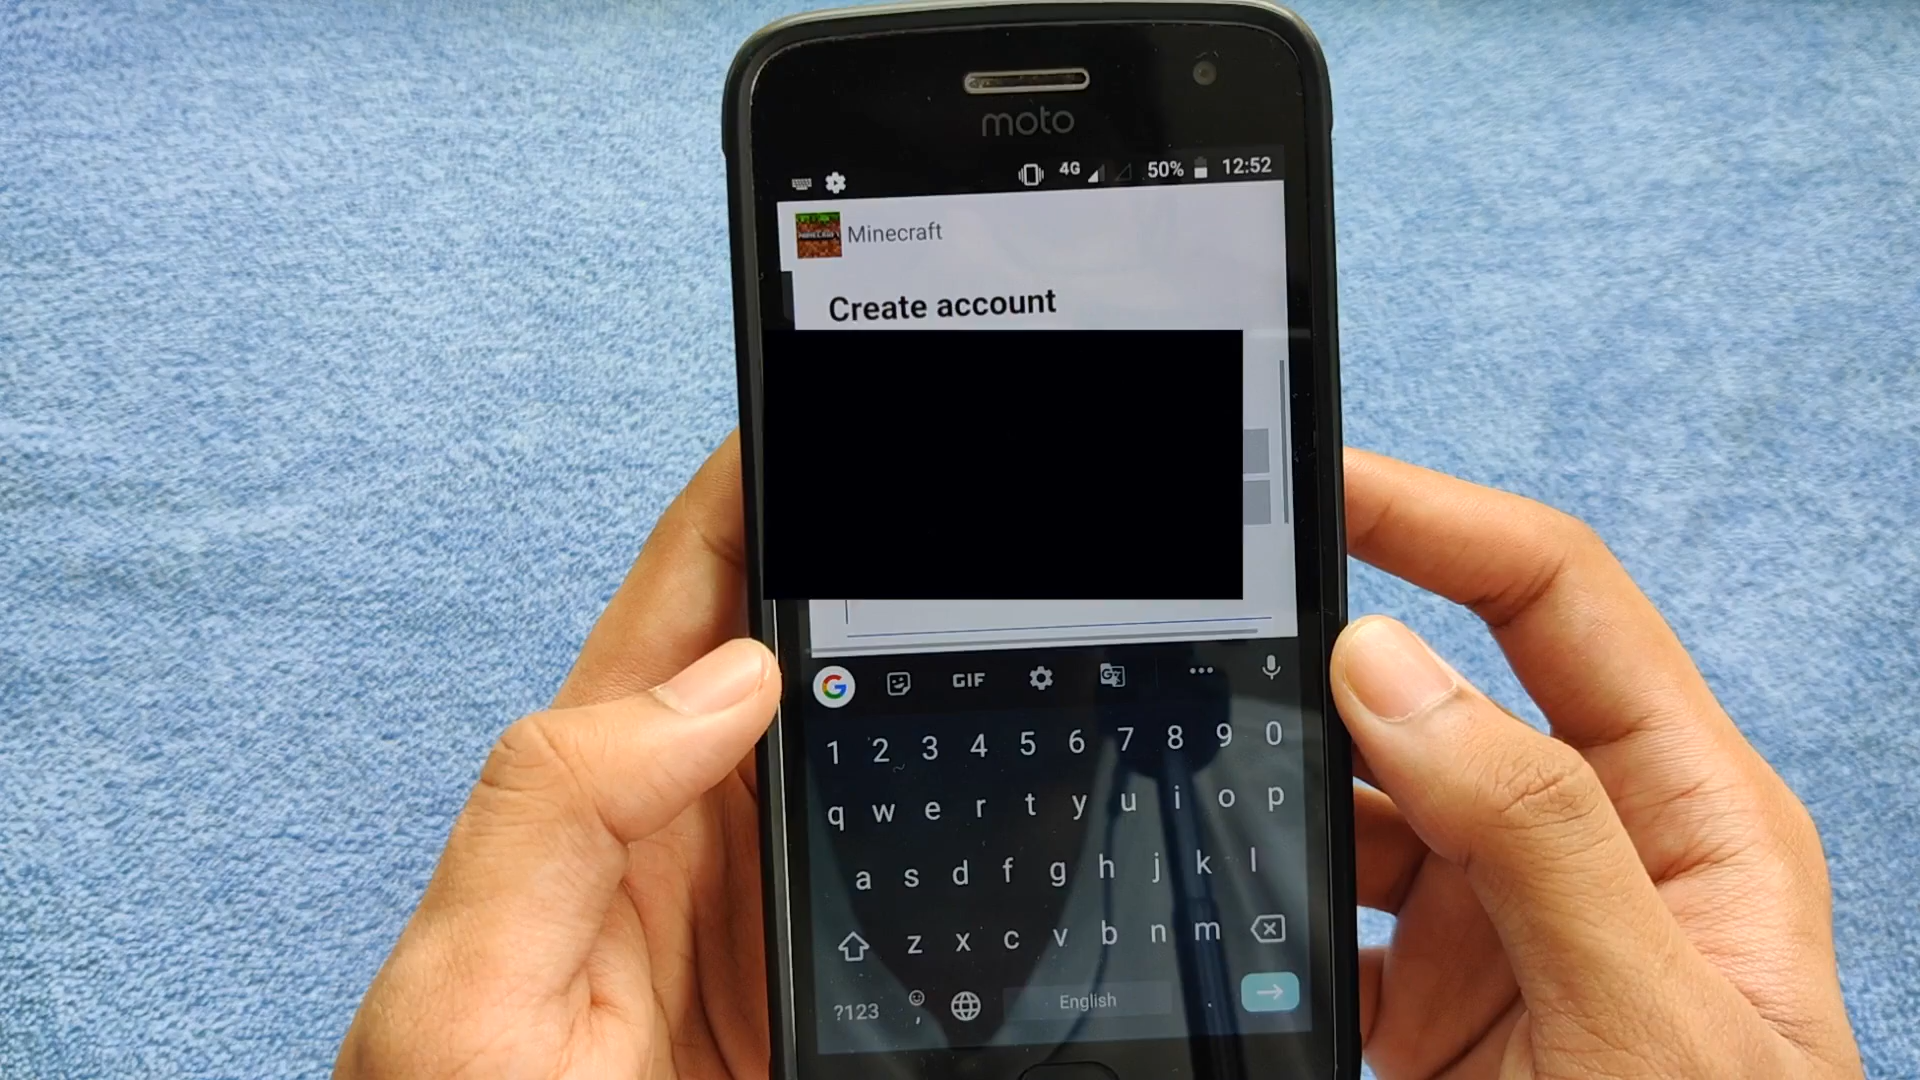 moto
4G 50% 12:52
Minecraft
Create account
G GIF
1 2 3 4 5 6 7 8 9 0
q w e r t y u i o p
a s d f g h j k l
z x c v b n m
?123 , English .